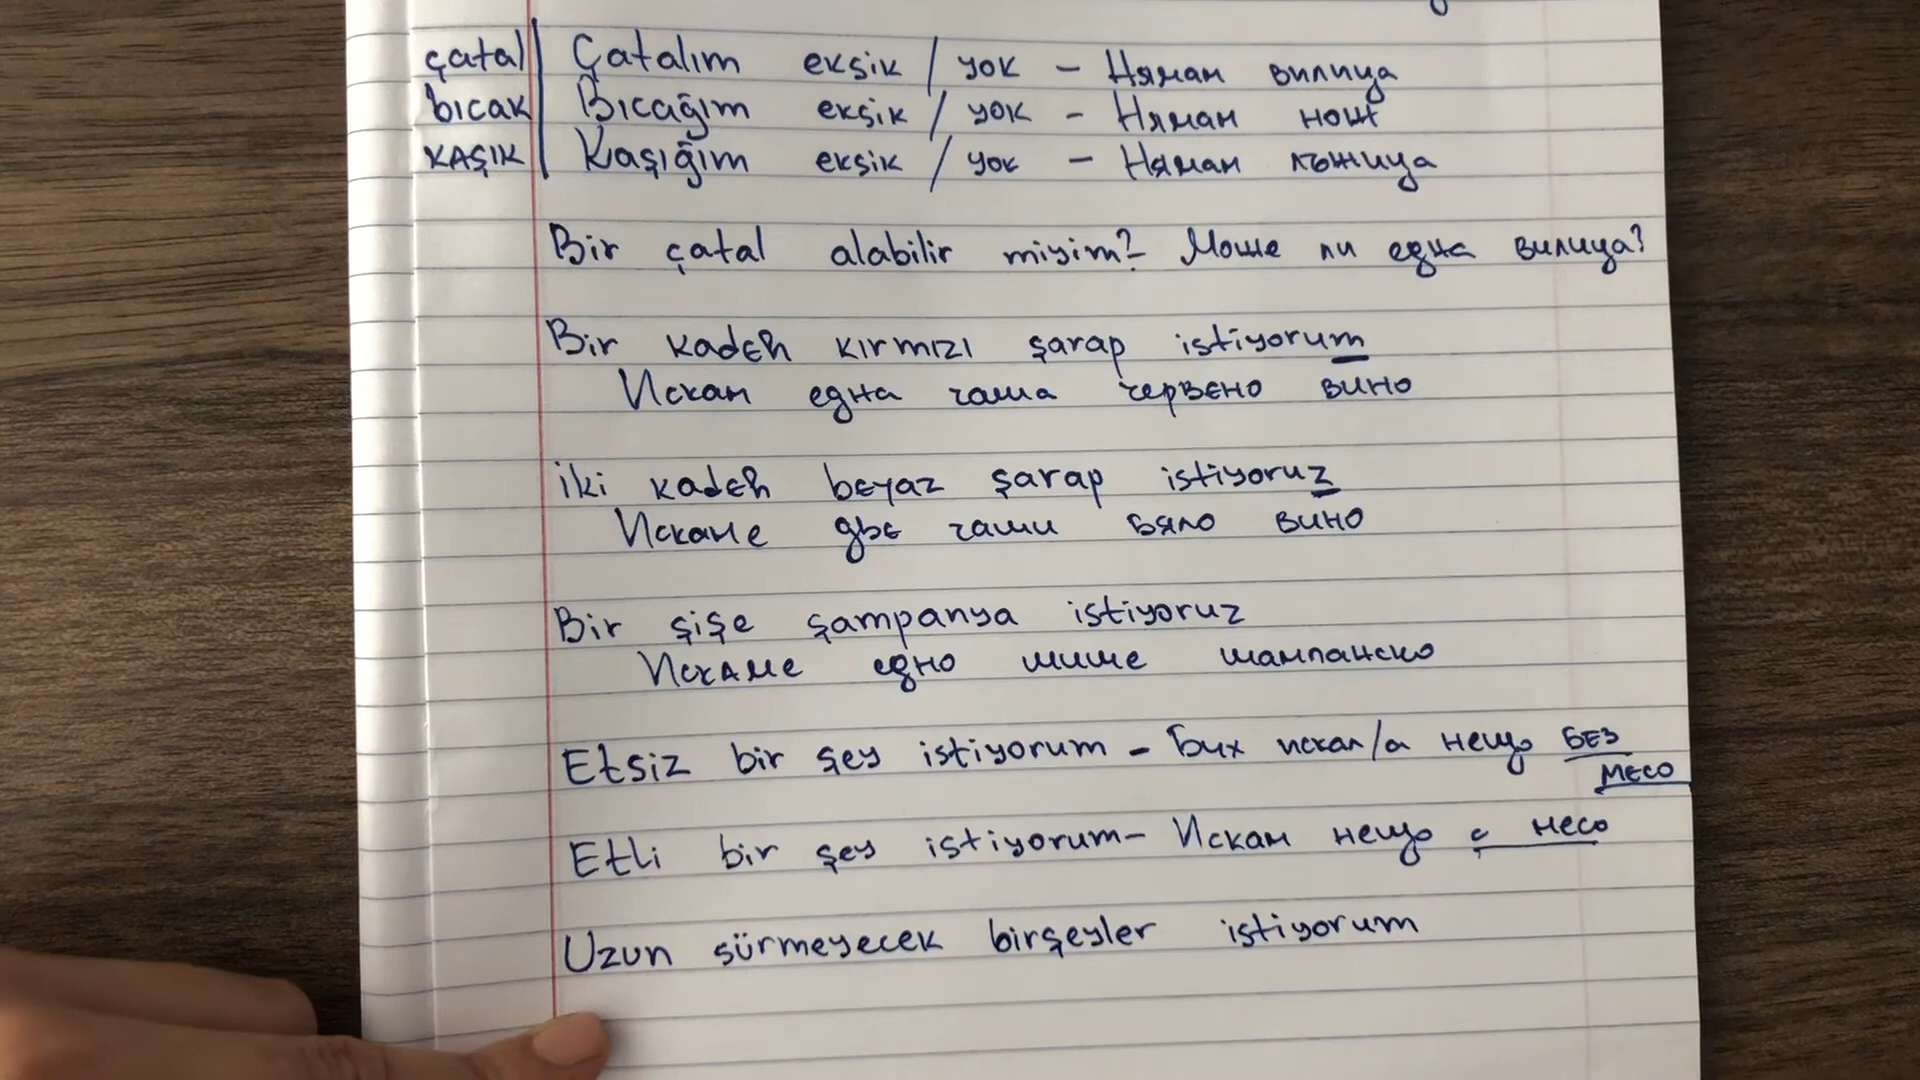 çatal | Çatalım eksik / yok - Нямам вилица
bıcak | Bıcağım eksik / yok - Нямам нож
KAŞIK | Kaşığım eksik / yok - Нямам лъжица
Bir çatal alabilir miyim? - Може ли една вилица?
Bir kadeh kırmızı şarap istiyorum
Искам една чаша червено вино
İki kadeh beyaz şarap istiyoruz
Искаме две чаши бяло вино
Bir şişe şampanya istiyoruz
Искаме едно шише шампанско
Etsiz bir şey istiyorum - Бих искал/а нещо БЕЗ
МЕСО
Etli bir şey istiyorum - Искам нещо с месо
Uzun sürmeyecek birşeyler istiyorum